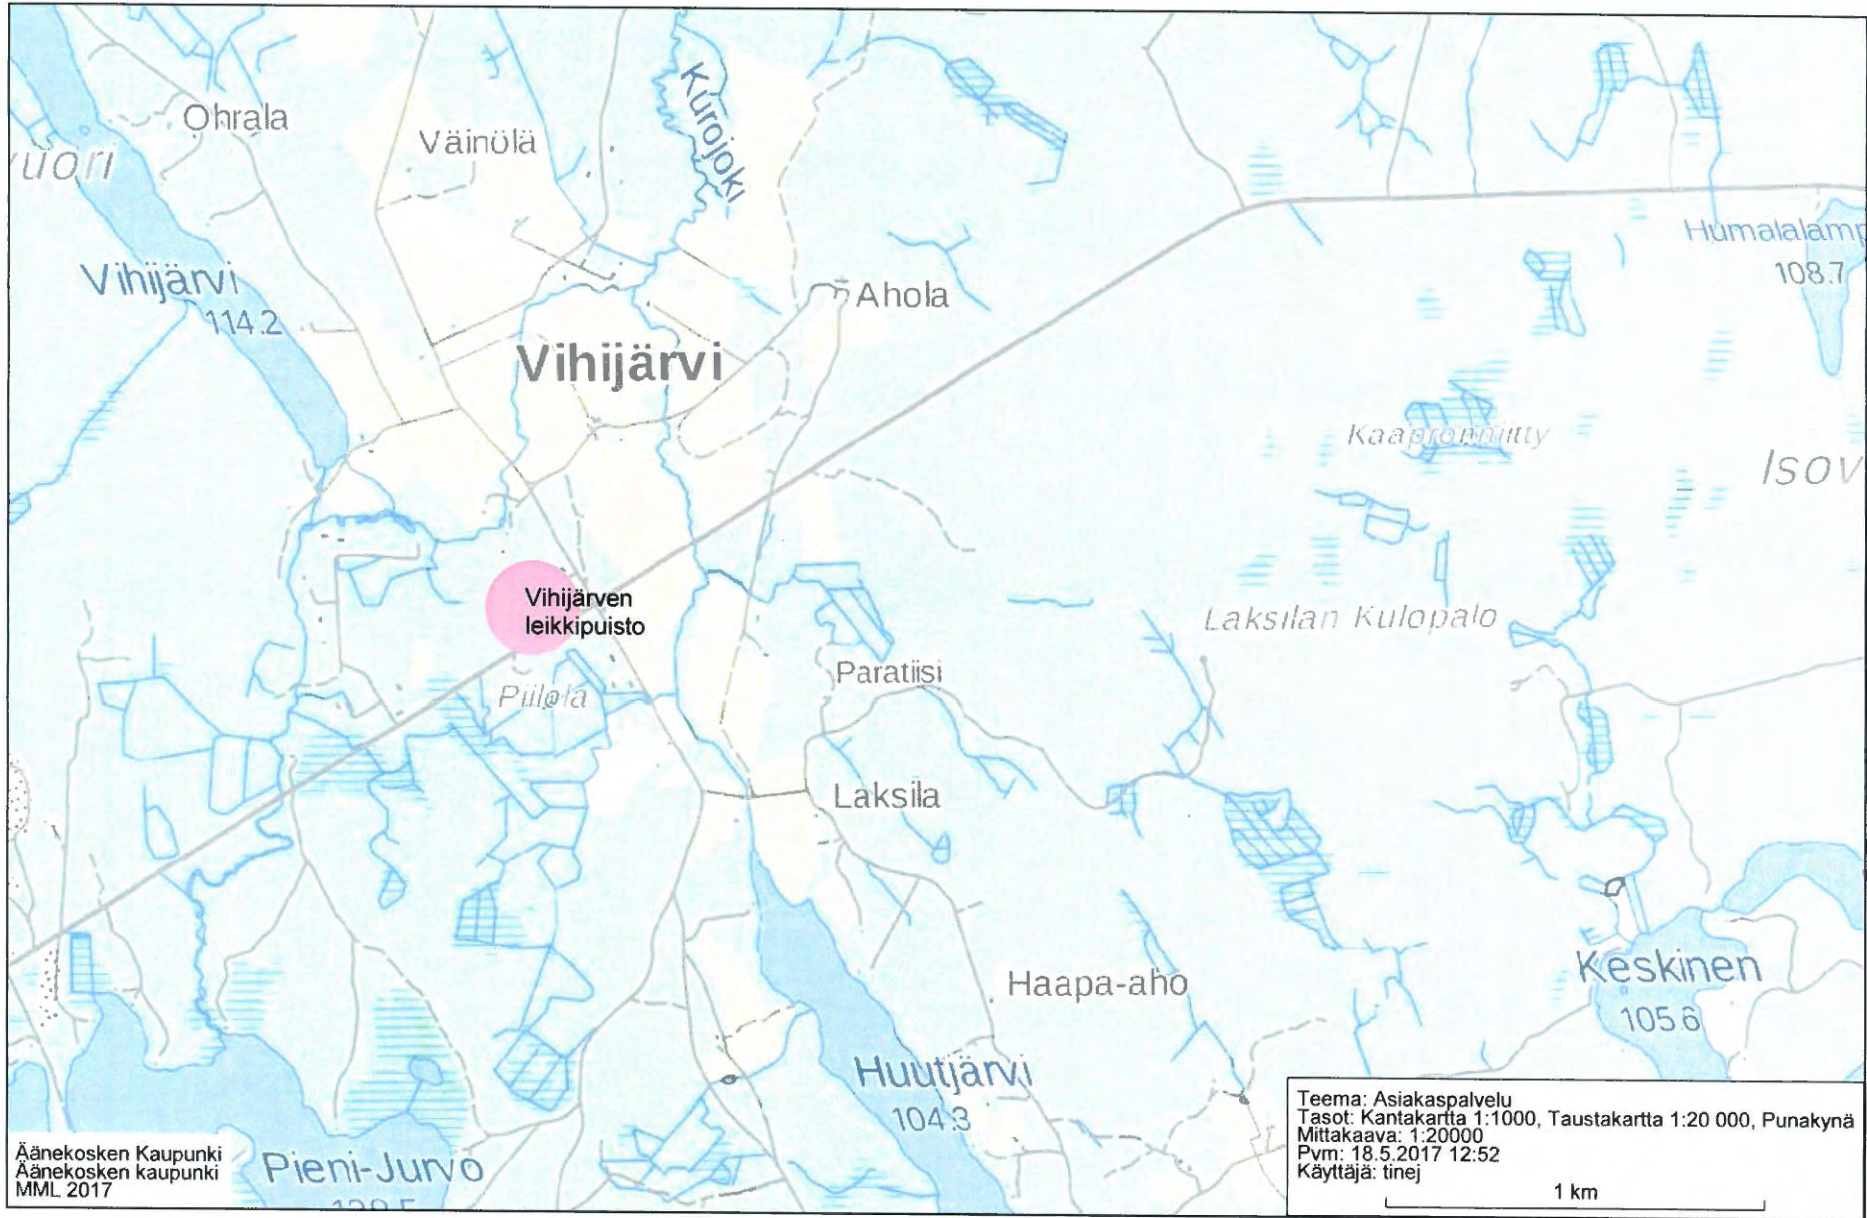 Ohrala
Väinölä
Kurojoki
vuori
Humalalamp
108.7
Vihijärvi
114.2
Ahola
Vihijärvi
Kaapronniitty
Isov
Vihijärven
leikkipuisto
Laksilan Kulopalo
Paratiisi
Piilola
Laksila
Keskinen
105.6
Haapa-aho
Huutjärvi
104.3
Pieni-Jurvo
Äänekosken Kaupunki
Äänekosken kaupunki
MML 2017
Teema: Asiakaspalvelu
Tasot: Kantakartta 1:1000, Taustakartta 1:20 000, Punakynä
Mittakaava: 1:20000
Pvm: 18.5.2017 12:52
Käyttäjä: tinej
1 km